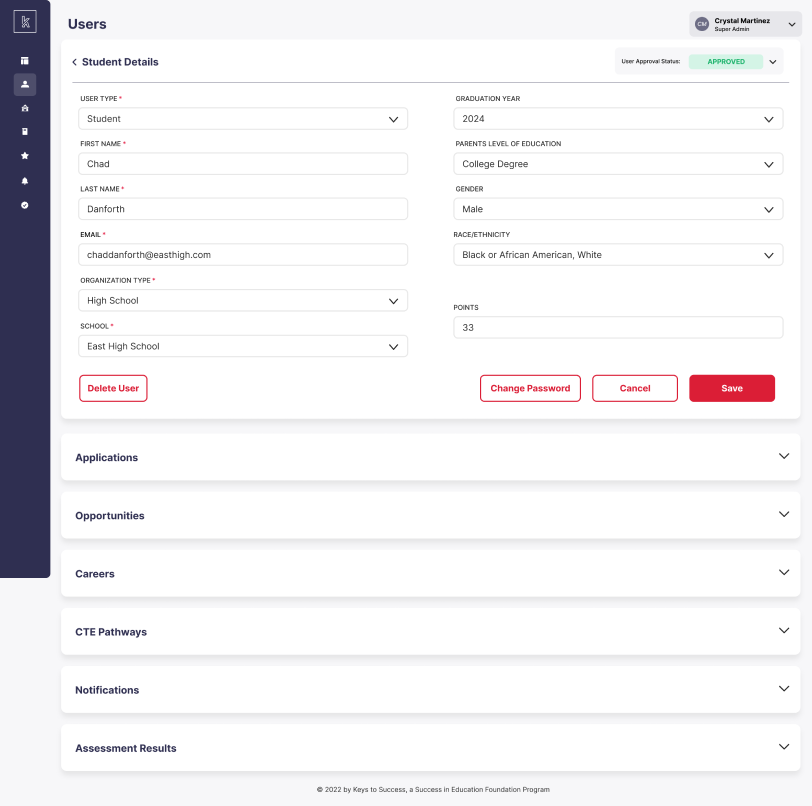 k
Users
CM
Crystal Martinez
Super Admin
Student Details
User Approval Status:
APPROVED
USER TYPE *
Student
FIRST NAME *
Chad
LAST NAME *
Danforth
EMAIL *
chaddanforth@easthigh.com
ORGANIZATION TYPE *
High School
SCHOOL *
East High School
GRADUATION YEAR
2024
PARENTS LEVEL OF EDUCATION
College Degree
GENDER
Male
RACE/ETHNICITY
Black or African American, White
POINTS
33
Delete User
Change Password
Cancel
Save
Applications
Opportunities
Careers
CTE Pathways
Notifications
Assessment Results
© 2022 by Keys to Success, a Success in Education Foundation Program